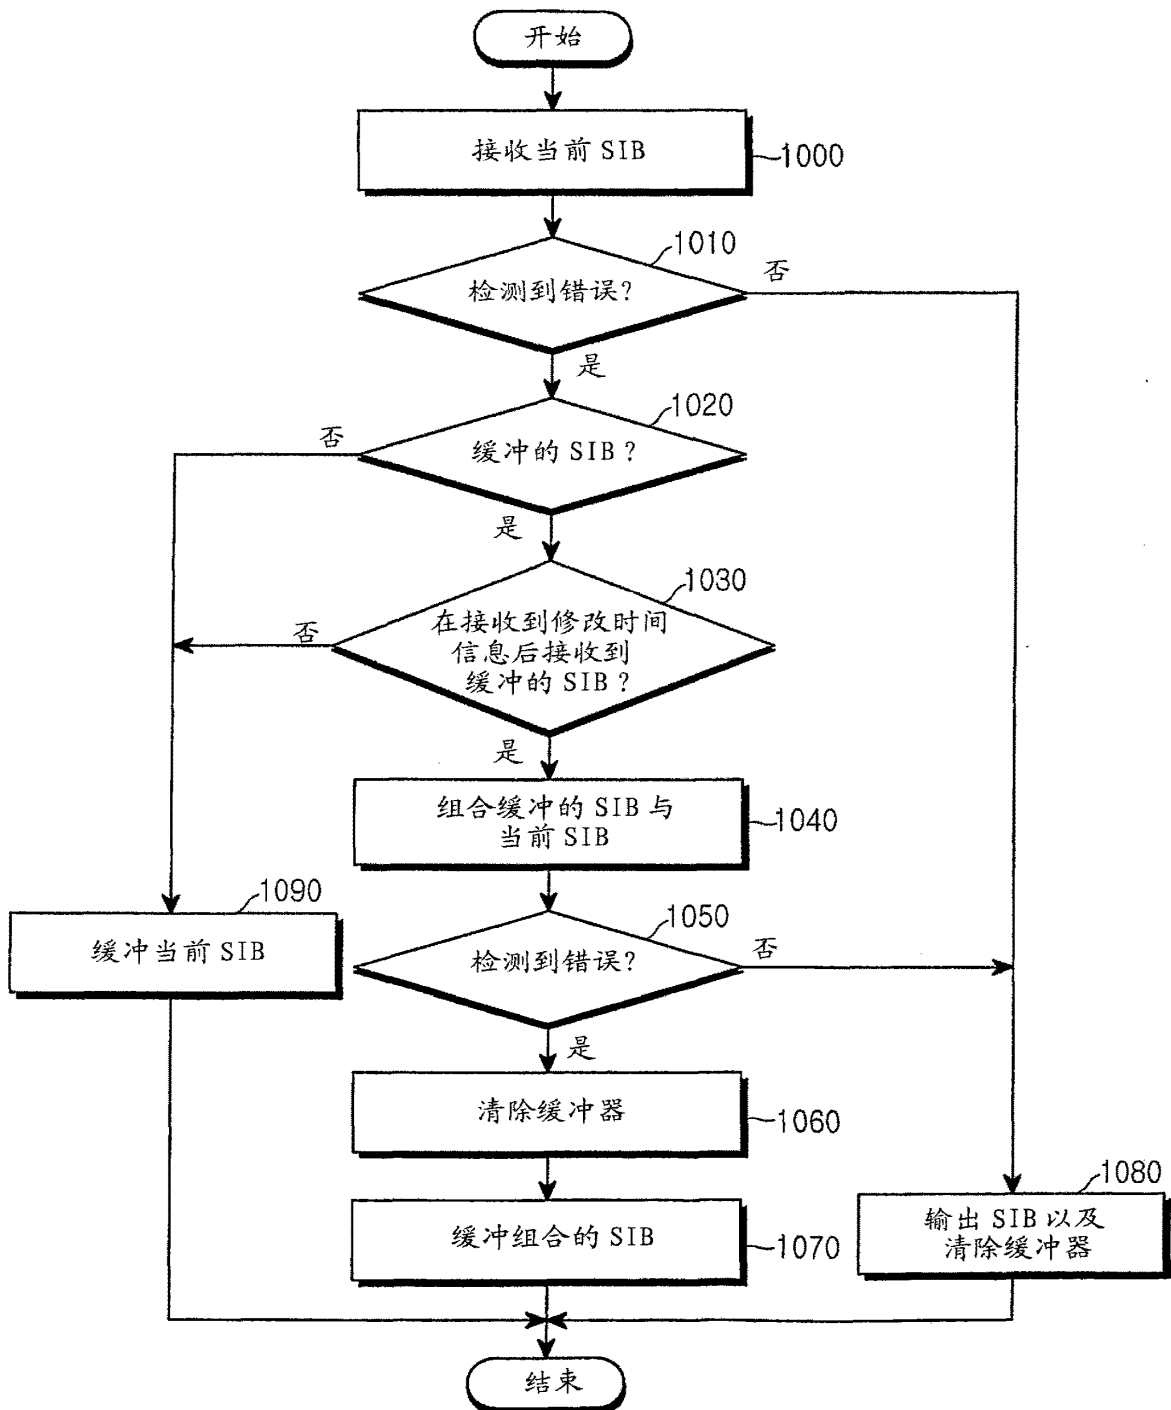 开始
接收当前 SIB
1000
1010
检测到错误?
否
是
1020
缓冲的 SIB?
否
是
1030
在接收到修改时间
信息后接收到
缓冲的 SIB?
否
是
组合缓冲的 SIB 与
当前 SIB
1040
1090
缓冲当前 SIB
1050
检测到错误?
否
是
清除缓冲器
1060
1080
输出 SIB 以及
清除缓冲器
缓冲组合的 SIB
1070
结束